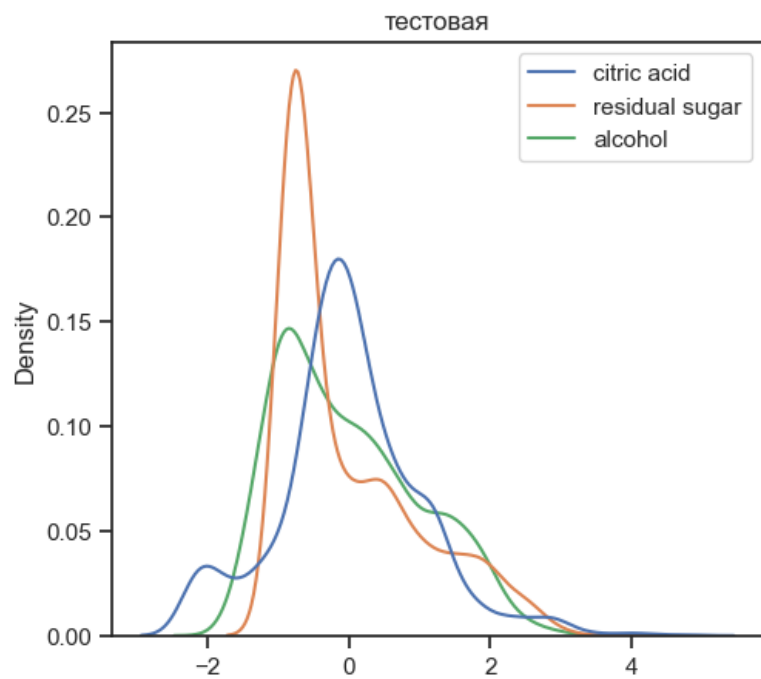 тестовая
citric acid
residual sugar
alcohol
Density
0.25
0.20
0.15
0.10
0.05
0.00
−2
0
2
4